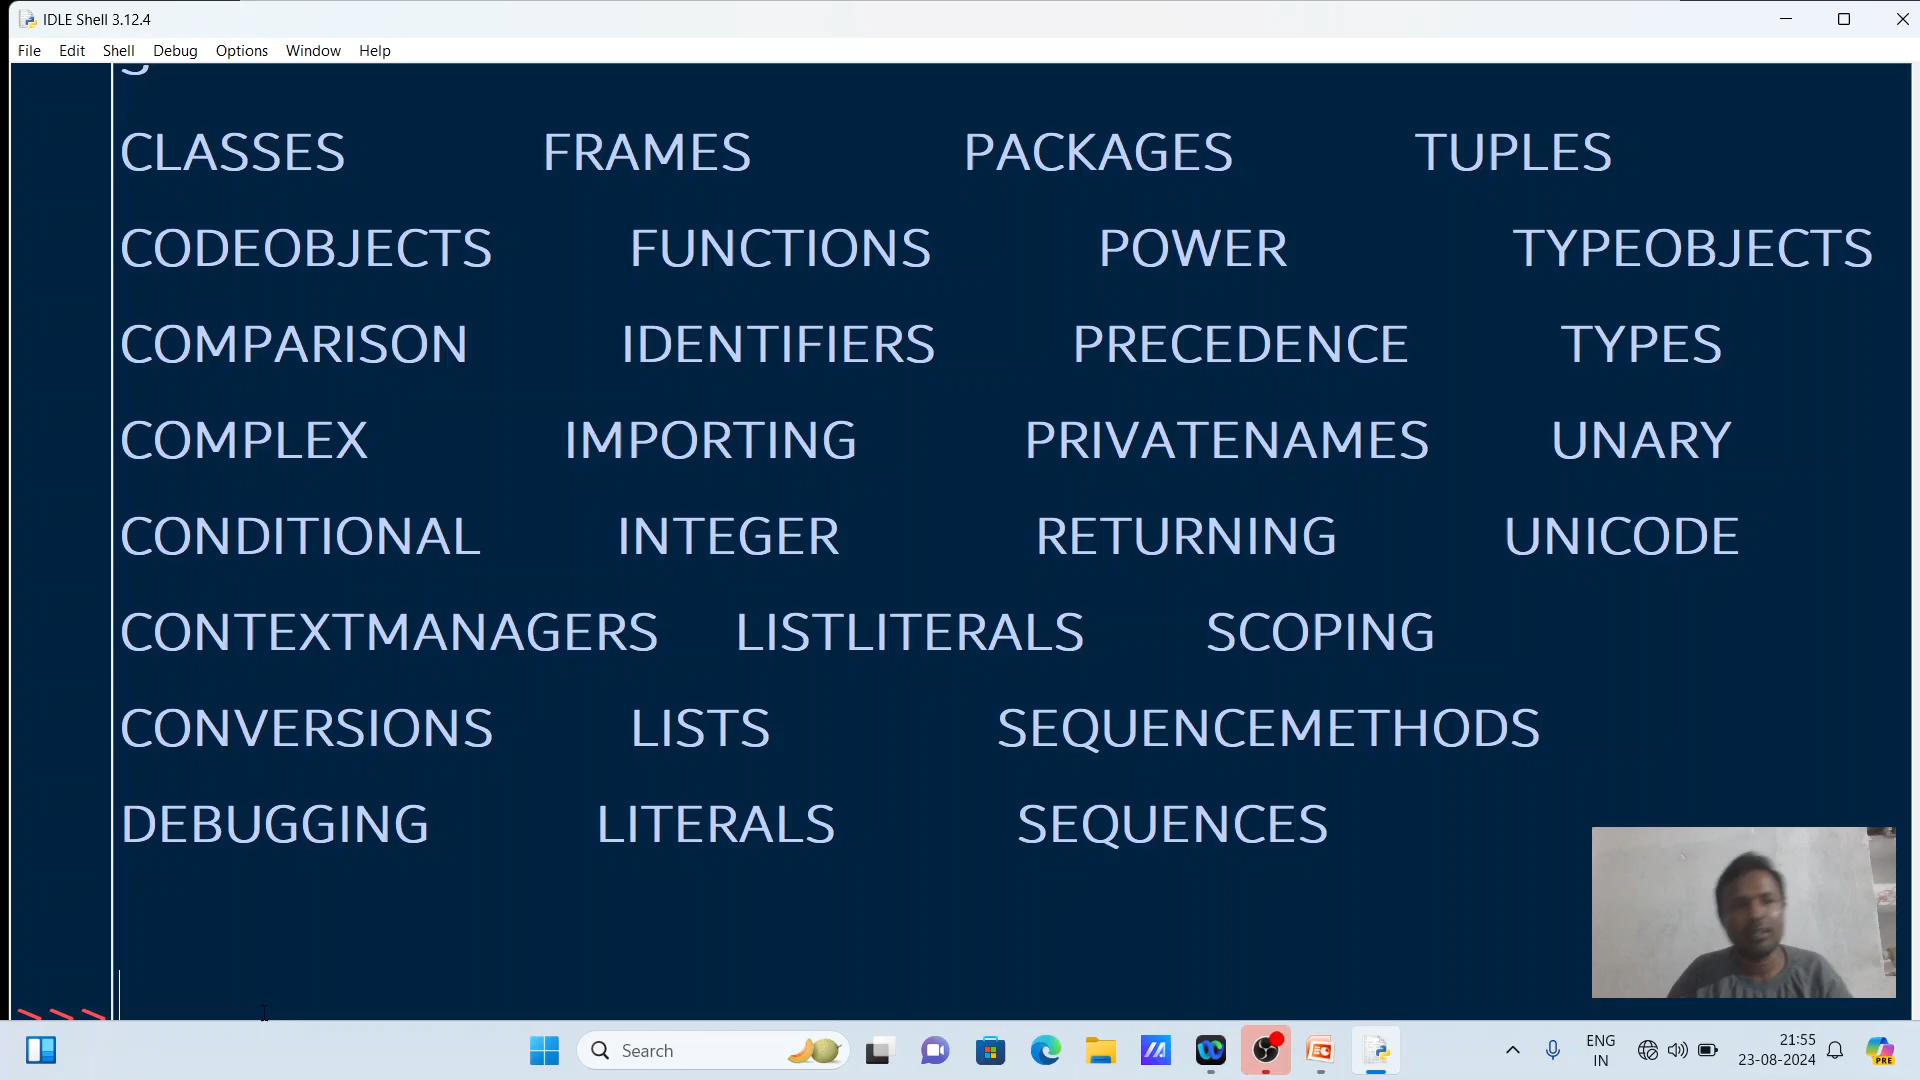 IDLE Shell 3.12.4
File Edit Shell Debug Options Window Help
CLASSES FRAMES PACKAGES TUPLES
CODEOBJECTS FUNCTIONS POWER TYPEOBJECTS
COMPARISON IDENTIFIERS PRECEDENCE TYPES
COMPLEX IMPORTING PRIVATENAMES UNARY
CONDITIONAL INTEGER RETURNING UNICODE
CONTEXTMANAGERS LISTLITERALS SCOPING
CONVERSIONS LISTS SEQUENCEMETHODS
DEBUGGING LITERALS SEQUENCES
Search
ENG
IN
21:55
23-08-2024
PRE